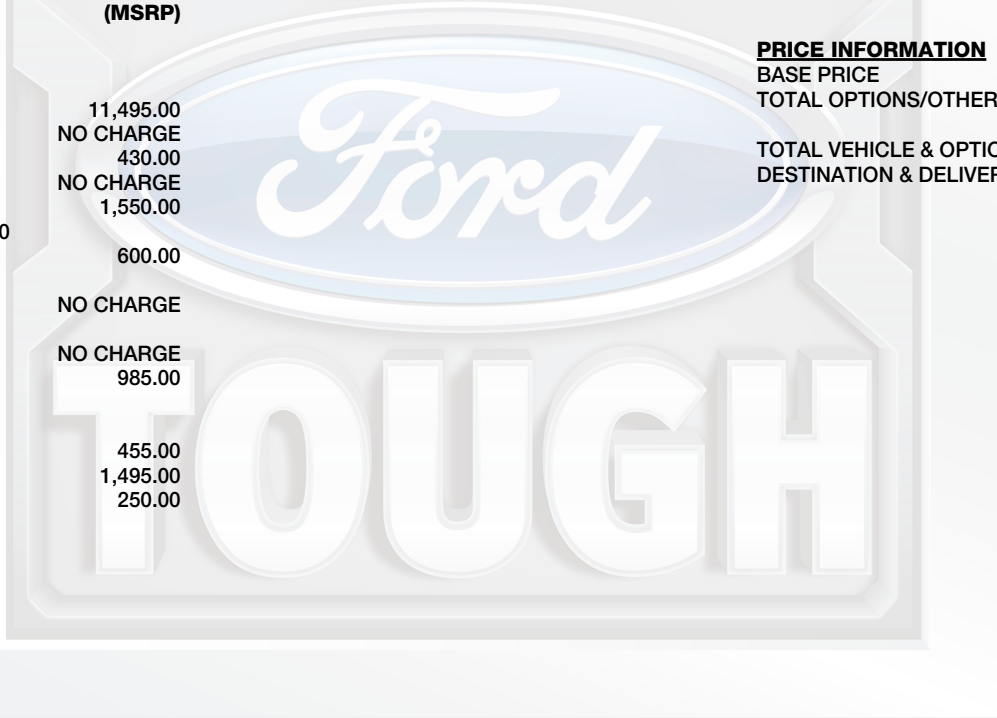 (MSRP)
11,495.00
NO CHARGE
430.00
NO CHARGE
1,550.00
0
600.00
NO CHARGE
NO CHARGE
985.00
455.00
1,495.00
250.00
PRICE INFORMATION
BASE PRICE
TOTAL OPTIONS/OTHER
TOTAL VEHICLE & OPTIO
DESTINATION & DELIVER
Ford
TOUGH